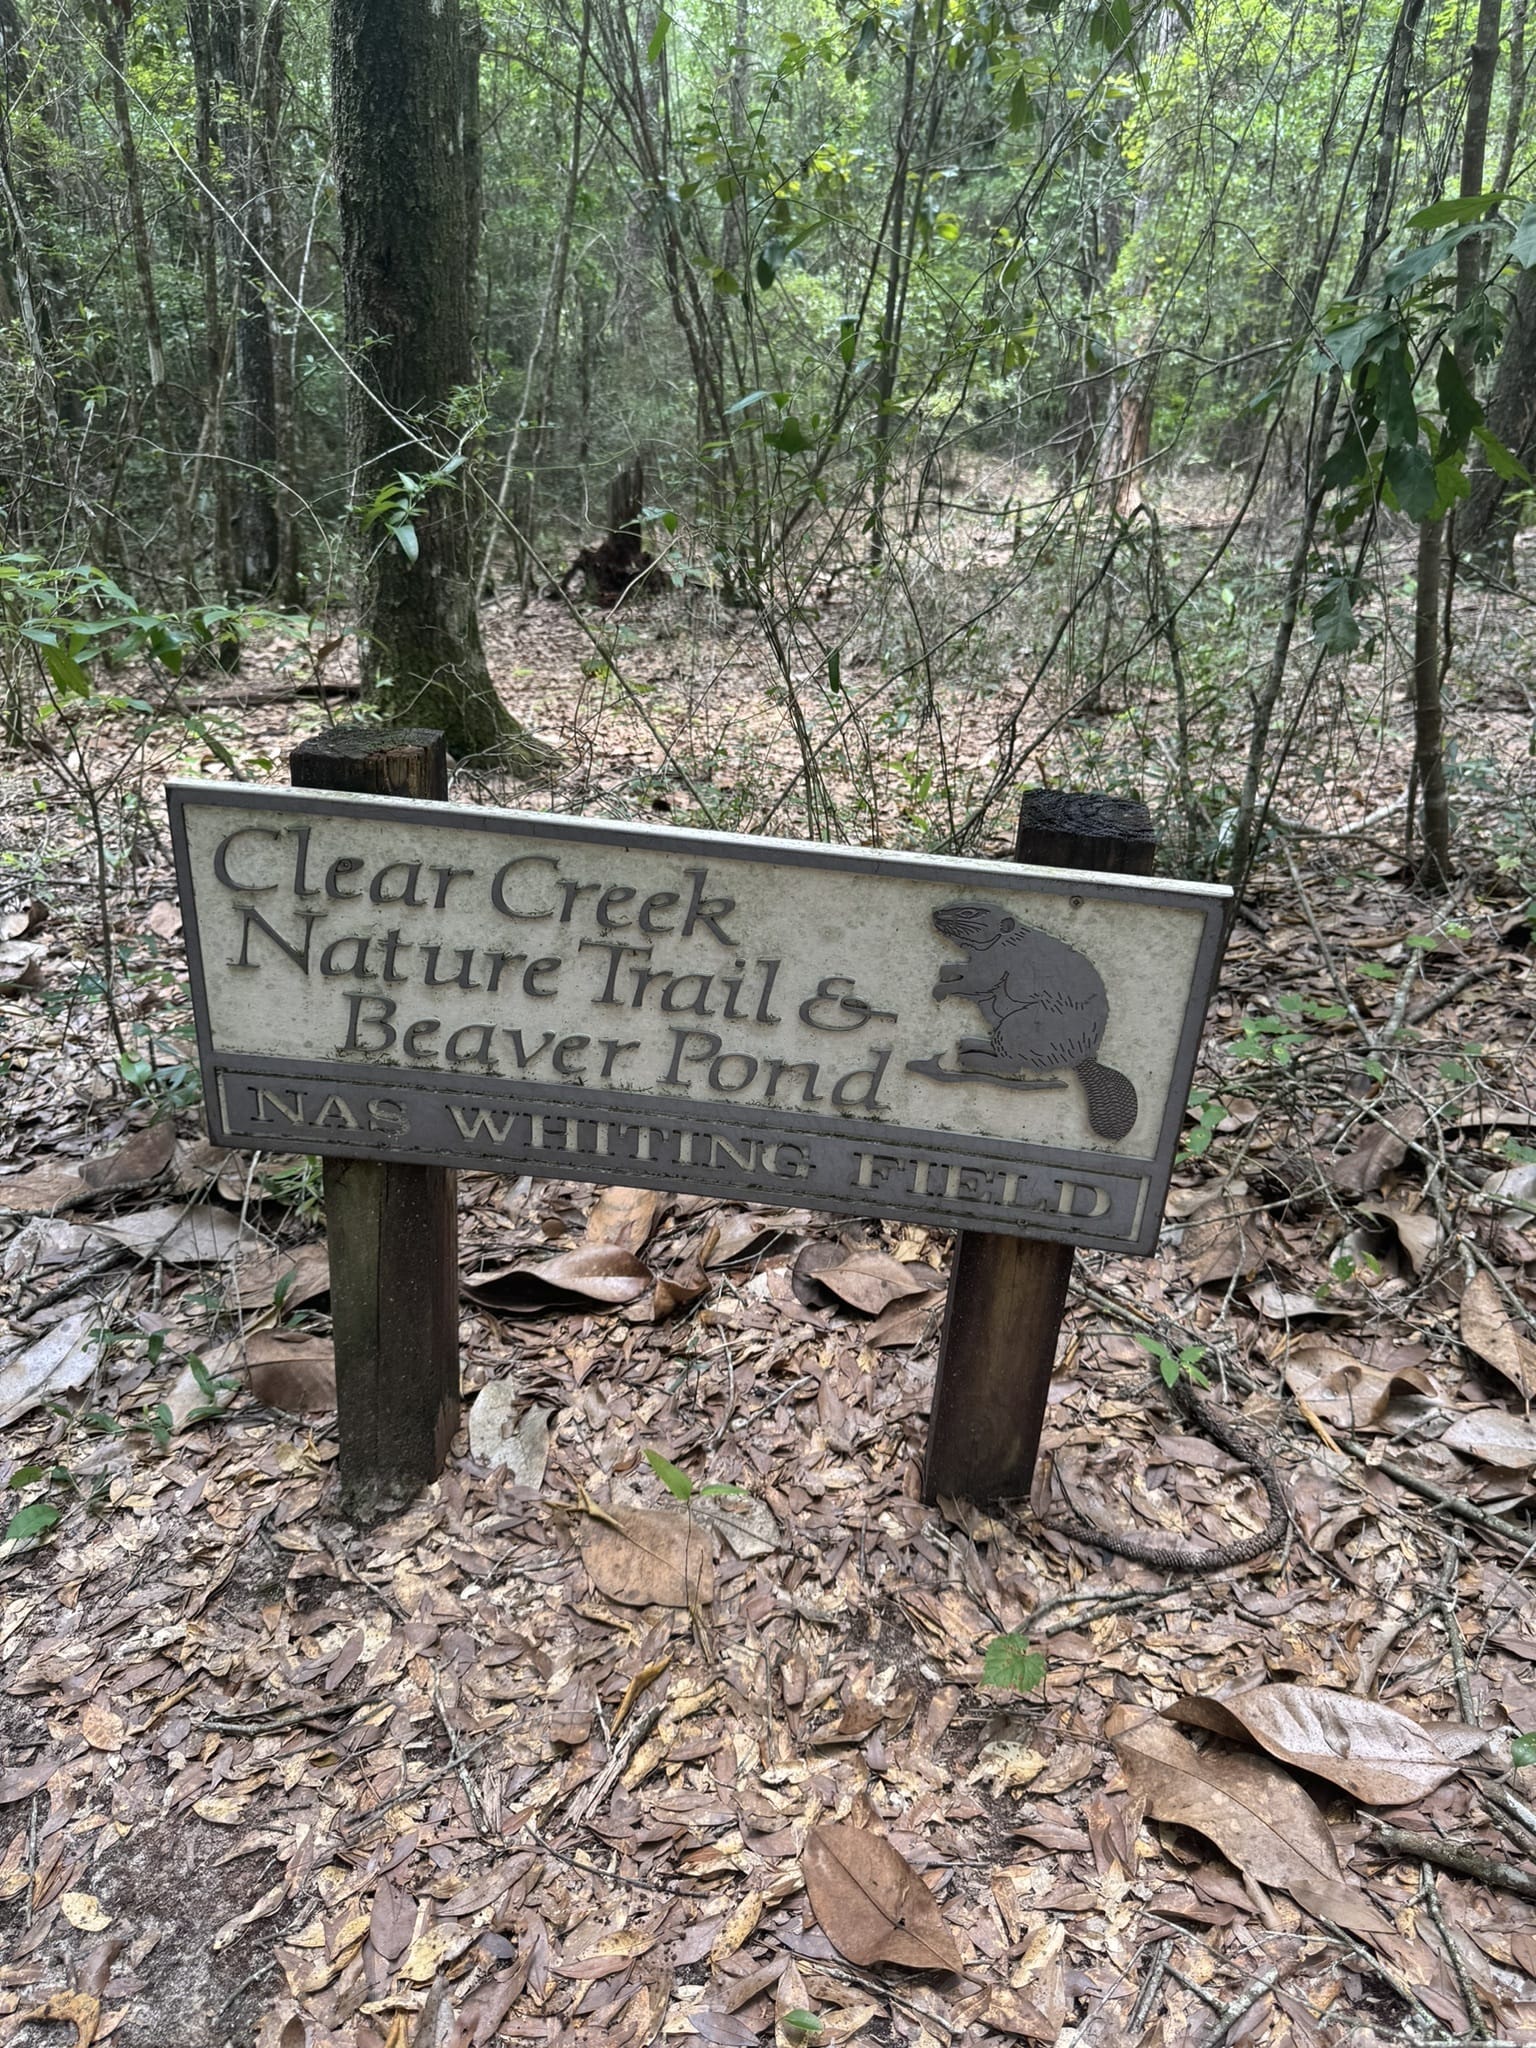 Clear Creek
Nature Trail &
Beaver Pond
NAS WHITING FIELD